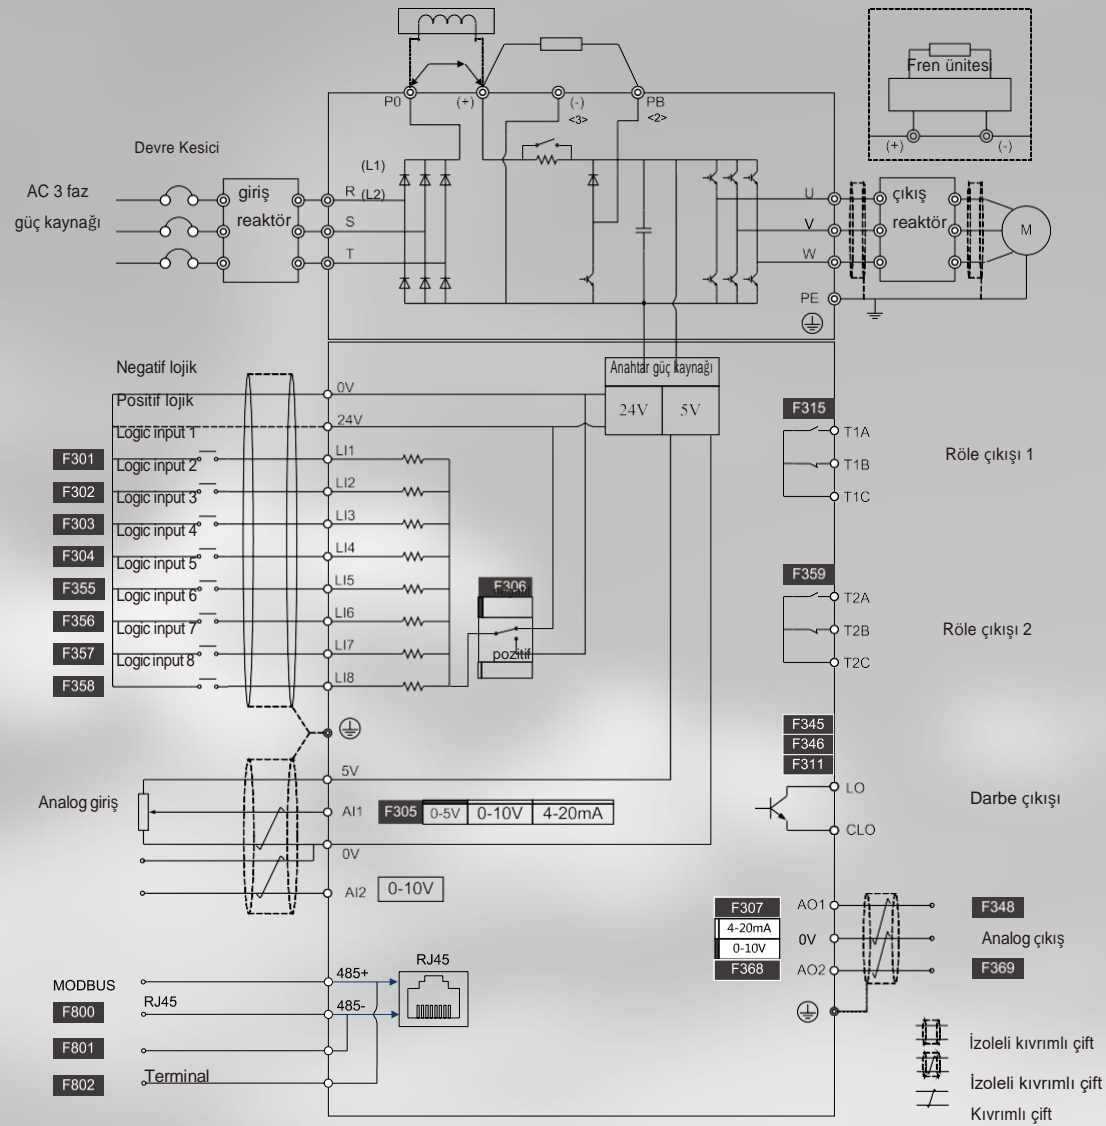 Fren ünitesi
(+)
(-)
P0
(+)
(-)
<3>
PB
<2>
Devre Kesici
AC 3 faz
güç kaynağı
giriş
reaktör
(L1)
R (L2)
S
T
U
V
W
PE
çıkış
reaktör
M
Negatif lojik
Positif lojik
Logic input 1
Logic input 2
Logic input 3
Logic input 4
Logic input 5
Logic input 6
Logic input 7
Logic input 8
F301
F302
F303
F304
F355
F356
F357
F358
0V
24V
LI1
LI2
LI3
LI4
LI5
LI6
LI7
LI8
Anahtar güç kaynağı
24V
5V
F306
pozitif
F315
T1A
T1B
T1C
Röle çıkışı 1
F359
T2A
T2B
T2C
Röle çıkışı 2
F345
F346
F311
LO
CLO
Darbe çıkışı
Analog giriş
5V
AI1
F305
0-5V
0-10V
4-20mA
0V
AI2
0-10V
F307
4-20mA
0-10V
F368
AO1
0V
AO2
F348
Analog çıkış
F369
MODBUS
F800
F801
F802
RJ45
Terminal
485+
485-
RJ45
İzoleli kıvrımlı çift
İzoleli kıvrımlı çift
Kıvrımlı çift